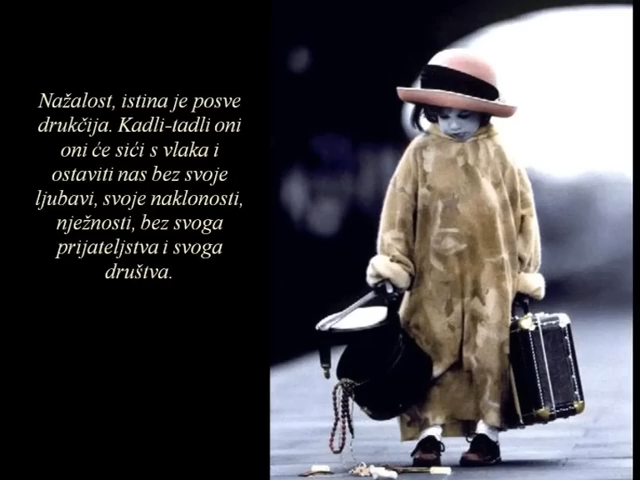 Nažalost, istina je posve
drukčija. Kadli-tadli oni
oni će sići s vlaka i
ostaviti nas bez svoje
ljubavi, svoje naklonosti,
nježnosti, bez svoga
prijateljstva i svoga
društva.